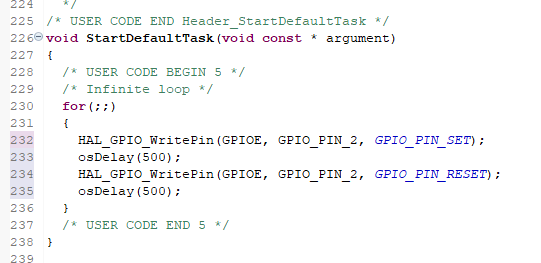 224 */
225 /* USER CODE END Header_StartDefaultTask */
226 void StartDefaultTask(void const * argument)
227 {
228 /* USER CODE BEGIN 5 */
229 /* Infinite loop */
230 for(;;)
231 {
232 HAL_GPIO_WritePin(GPIOE, GPIO_PIN_2, GPIO_PIN_SET);
233 osDelay(500);
234 HAL_GPIO_WritePin(GPIOE, GPIO_PIN_2, GPIO_PIN_RESET);
235 osDelay(500);
236 }
237 /* USER CODE END 5 */
238 }
239